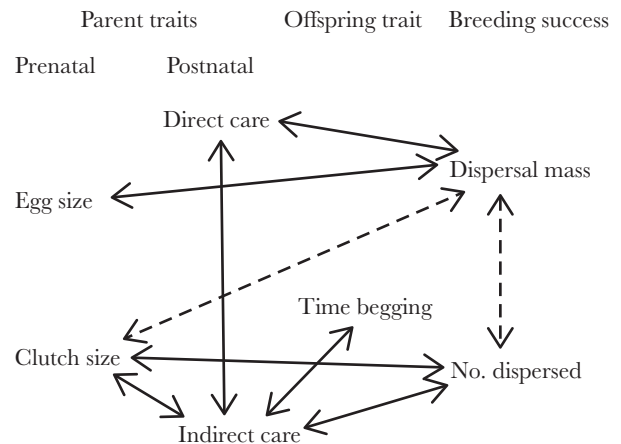 Parent traits Offspring trait Breeding success
Prenatal Postnatal
Direct care
Dispersal mass
Egg size
Time begging
Clutch size
No. dispersed
Indirect care